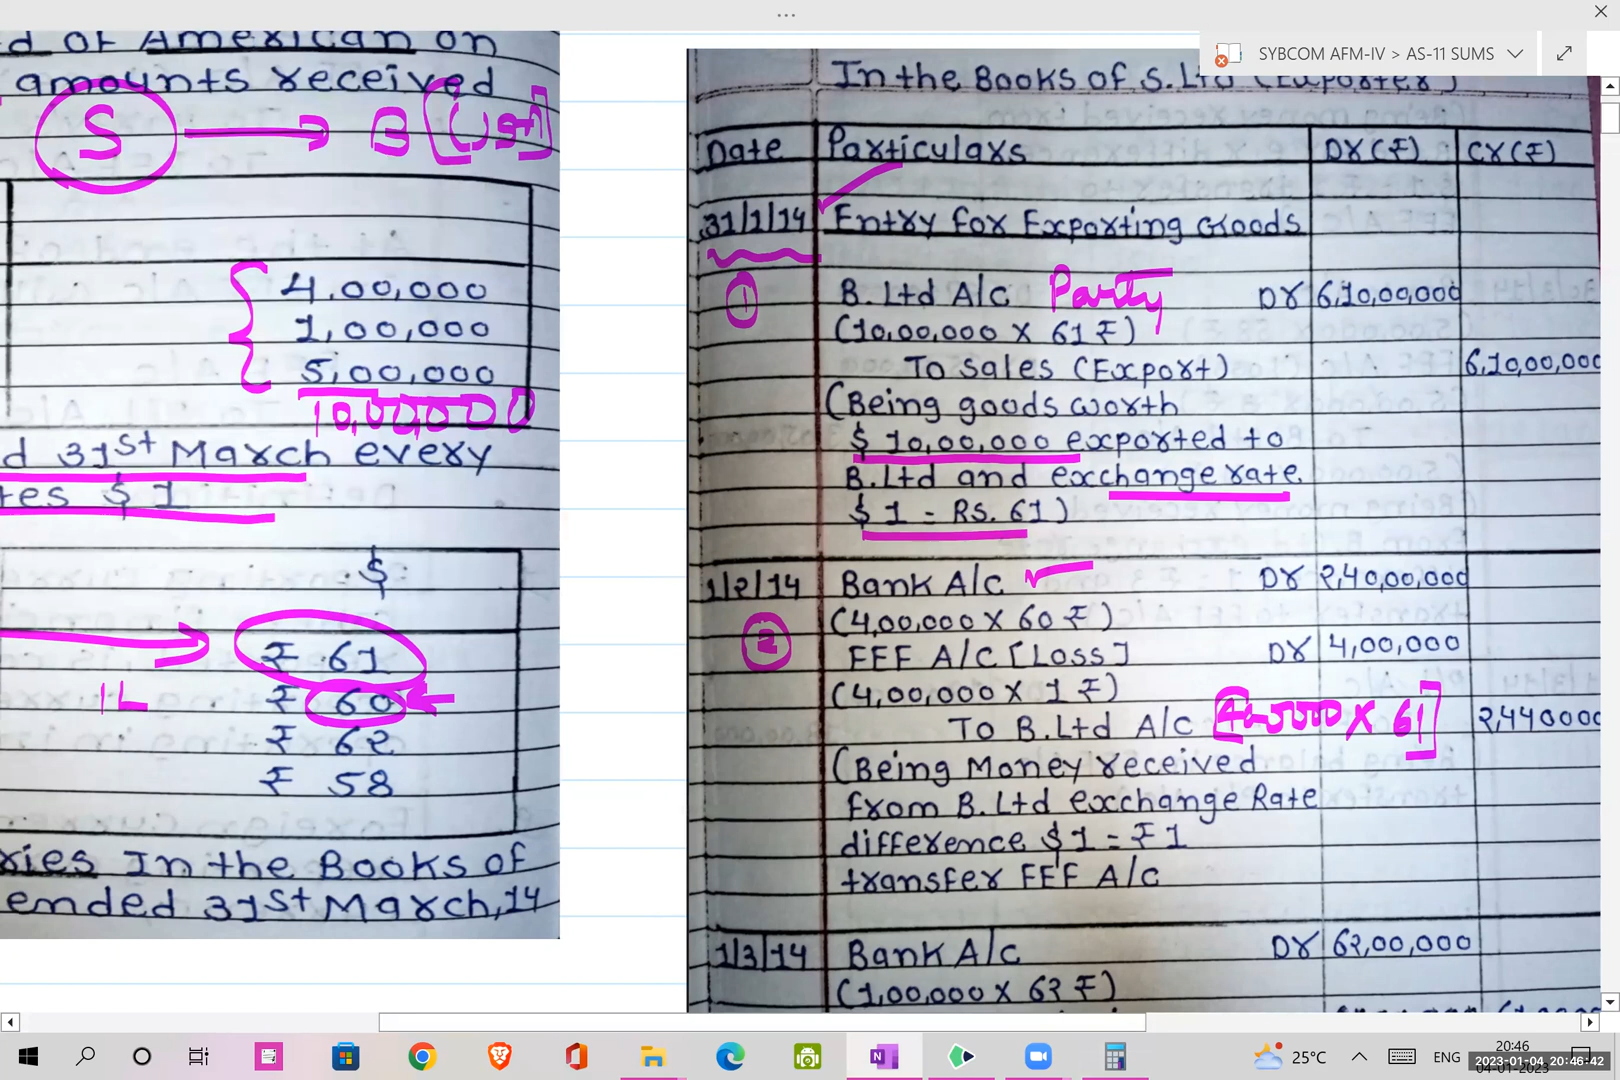 SYBCOM AFM-IV > AS-11 SUMS
d of American on
amounts received
S → B (Us
4,00,000
1,00,000
5,00,000
10,00,000
d 31st March every
tes $ 1
$
₹ 61
₹ 60
1L
₹ 62
₹ 58
ries In the Books of
ended 31st March, 14
In the Books of S. Ltd (Exporter)
Date Particulars DR(₹) CR(₹)
31/1/14 Entry for Exporting Goods
1 B. Ltd A/c Party DR 6,10,00,000
(10,00,000 X 61 ₹)
To Sales (Export) 6,10,00,000
(Being goods worth
$ 10,00,000 exported to
B. Ltd and exchange rate
$ 1 = RS. 61)
1/2/14 Bank A/c DR 2,40,00,000
(4,00,000 X 60 ₹)
2 FEF A/C [Loss] DR 4,00,000
(4,00,000 X 1 ₹)
To B. Ltd A/c X 61] 2,440000
(Being Money received
from B. Ltd exchange Rate
difference $ 1 = ₹ 1
transfer FEF A/c
1/3/14 Bank A/c DR 62,00,000
(1,00,000 X 62 ₹)
25°C
ENG
20:46
04-01-2023
2023-01-04 20:46:42